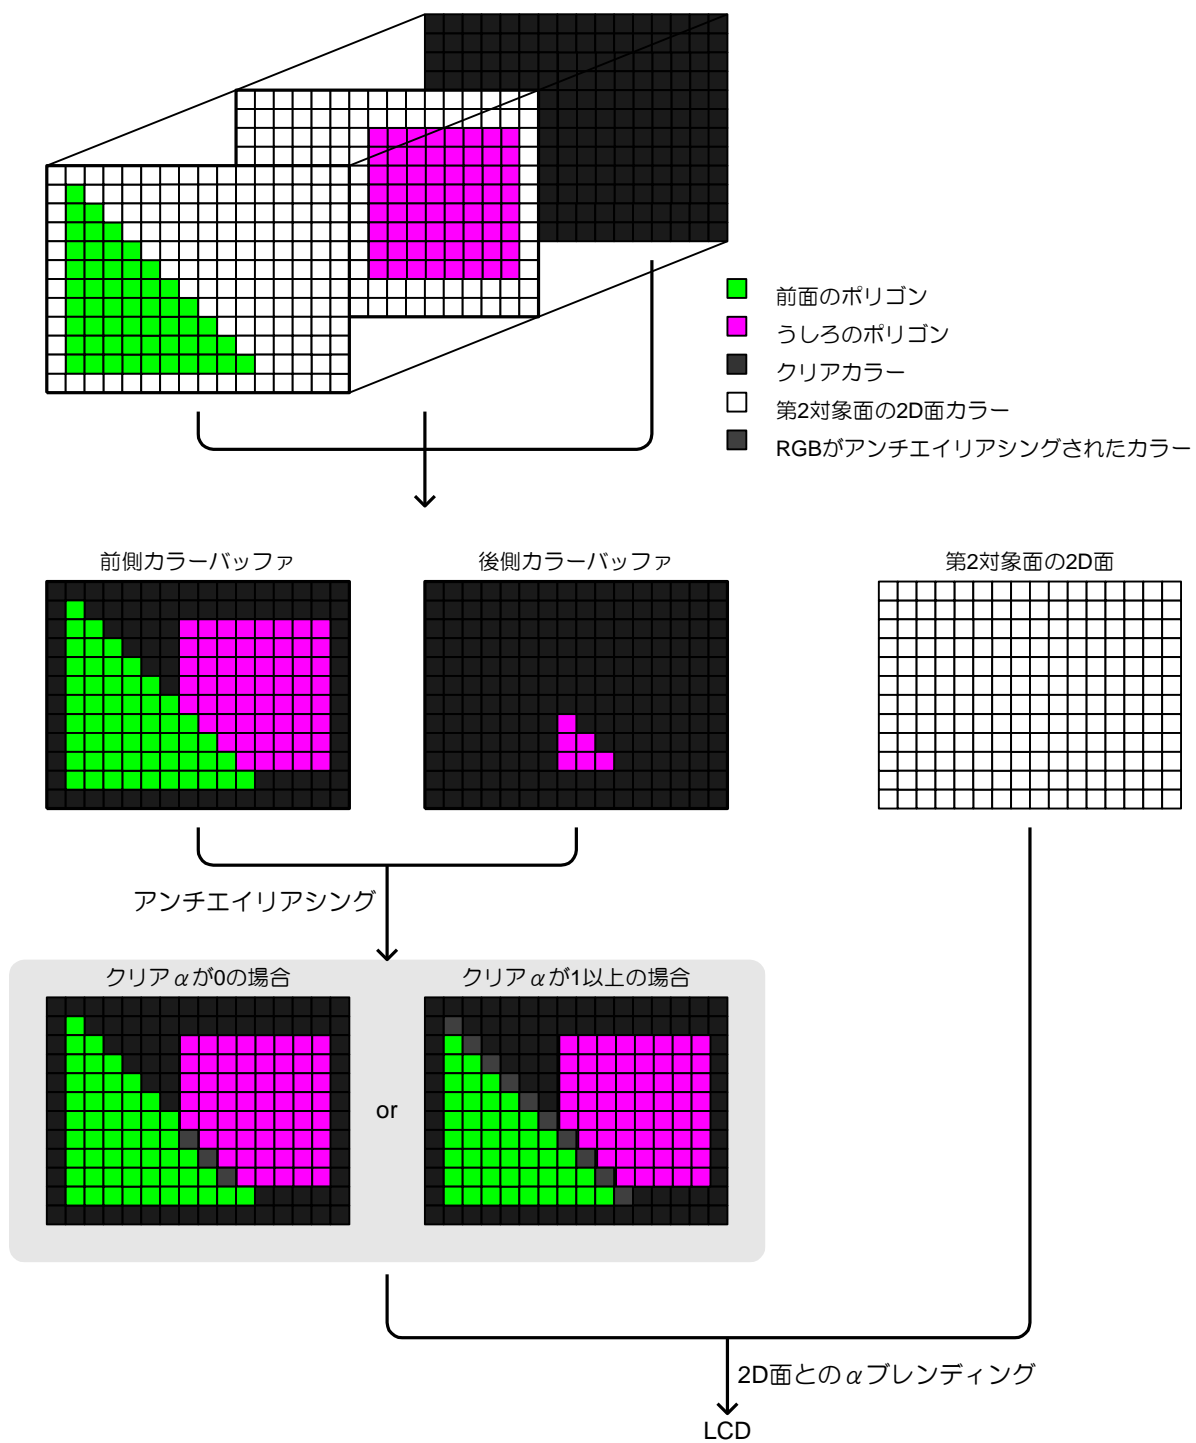 前面のポリゴン
うしろのポリゴン
クリアカラー
第2対象面の2D面カラー
RGBがアンチエイリアシングされたカラー
前側カラーバッファ
後側カラーバッファ
第2対象面の2D面
アンチエイリアシング
クリアαが0の場合
クリアαが1以上の場合
or
2D面とのαブレンディング
LCD